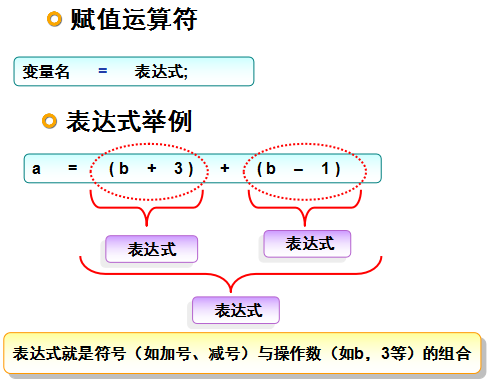 赋值运算符
变量名 = 表达式;
表达式举例
a = ( b + 3 ) + ( b – 1 )
表达式 表达式
表达式
表达式就是符号（如加号、减号）与操作数（如b，3等）的组合